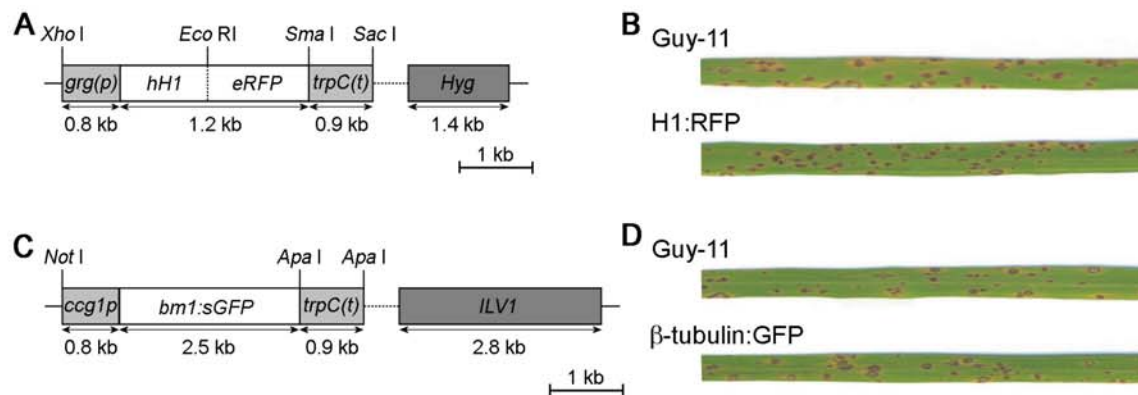 A
Xho I Eco RI Sma I Sac I
grg(p) hH1 eRFP trpC(t) Hyg
0.8 kb 1.2 kb 0.9 kb 1.4 kb
1 kb
B
Guy-11
H1:RFP
C
Not I Apa I Apa I
ccg1p bm1:sGFP trpC(t) ILV1
0.8 kb 2.5 kb 0.9 kb 2.8 kb
1 kb
D
Guy-11
β-tubulin:GFP